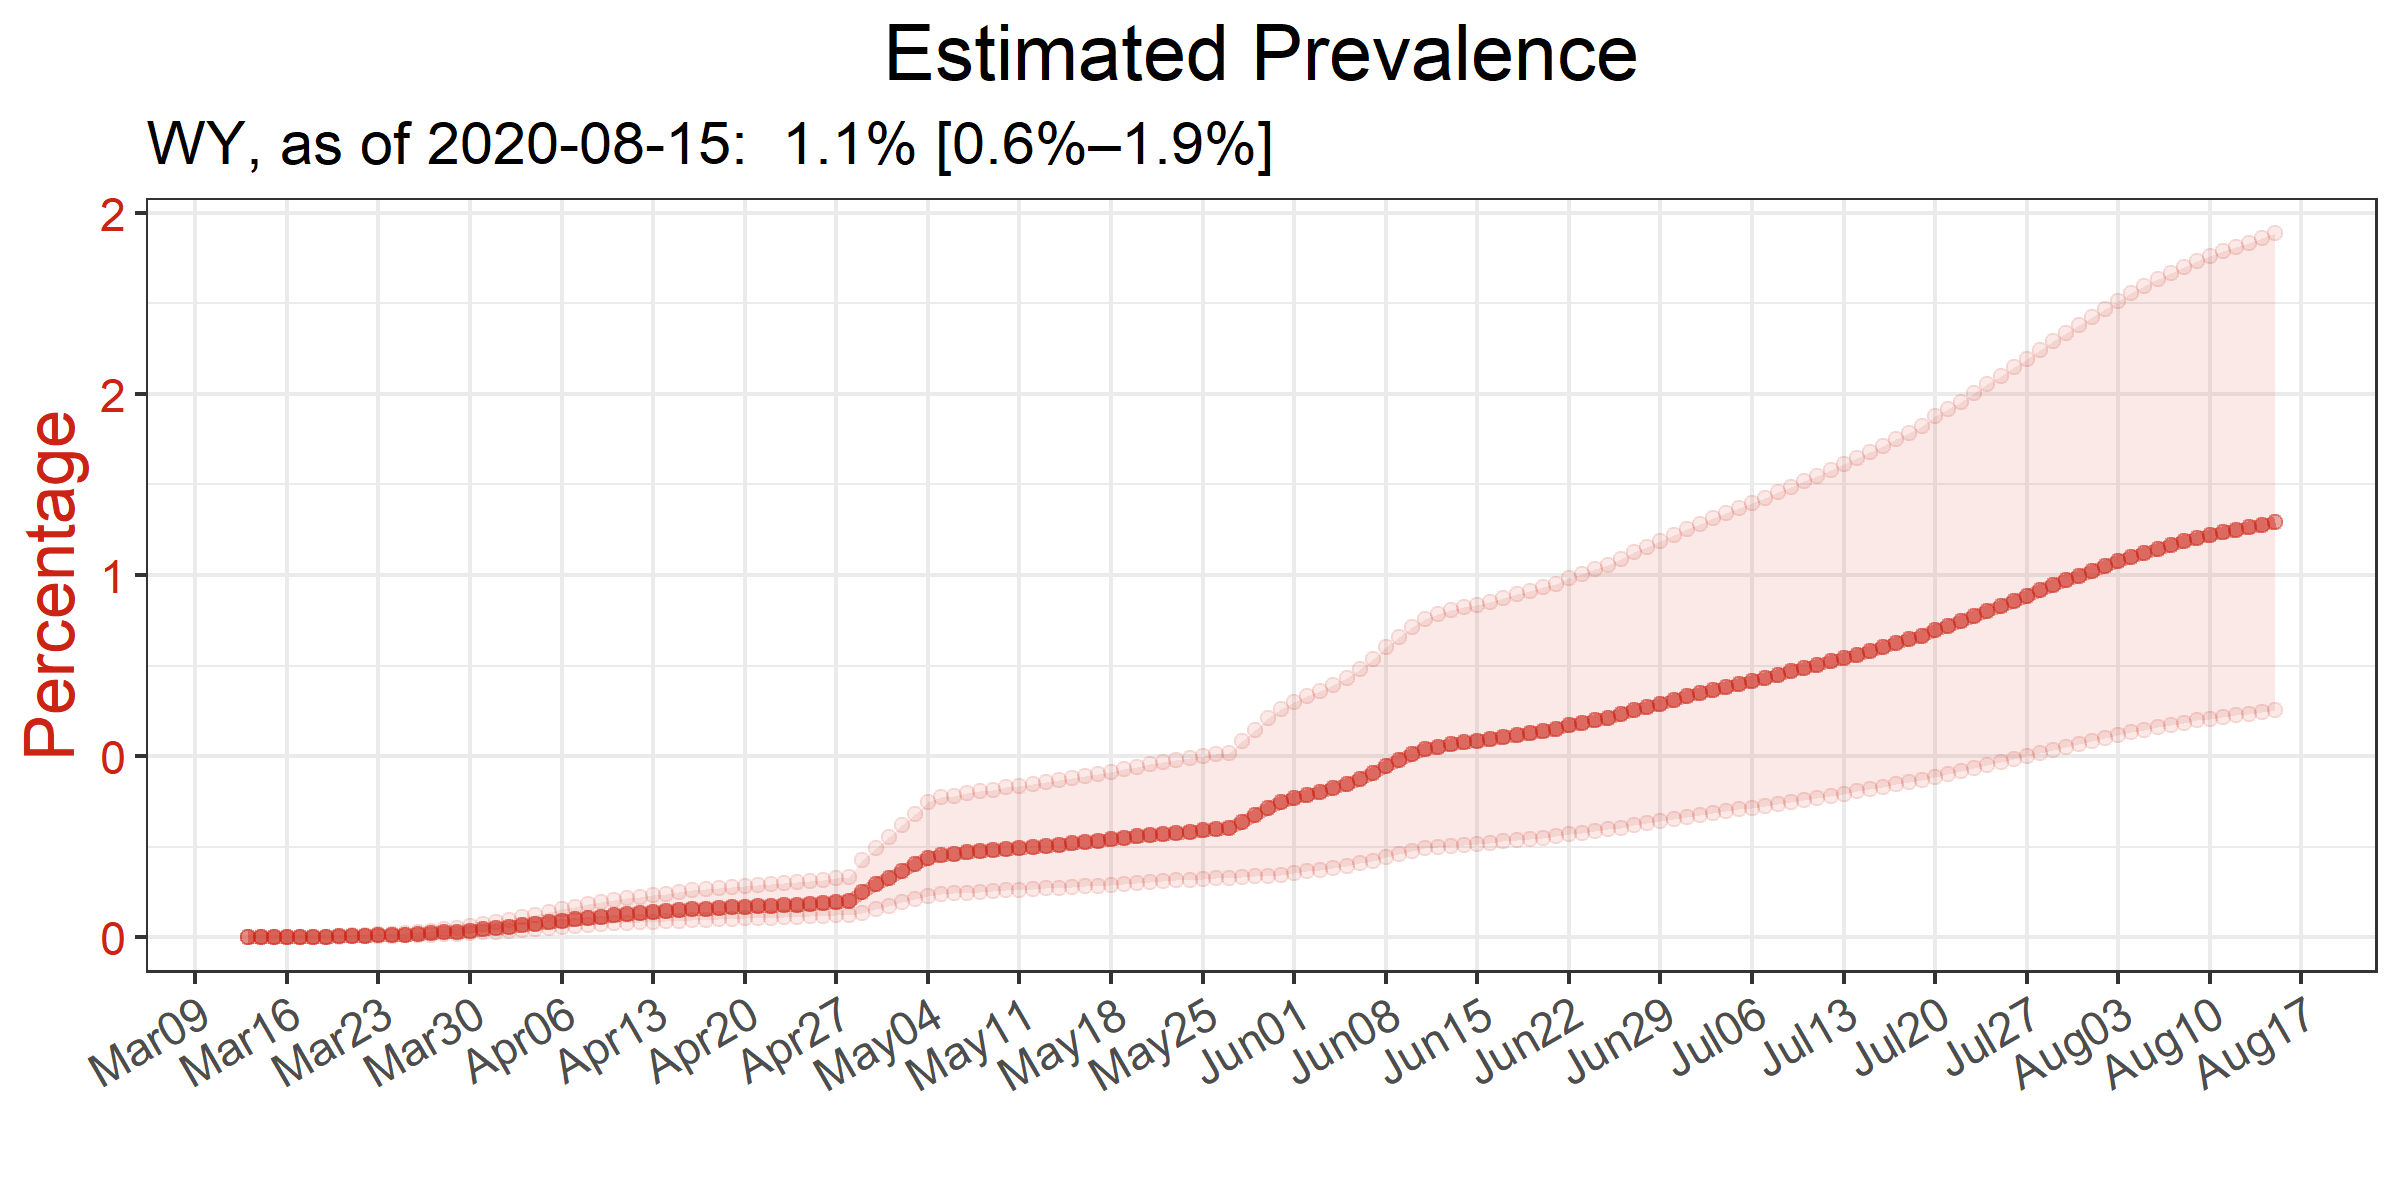 Estimated Prevalence
WY, as of 2020-08-15:  1.1% [0.6%–1.9%]
Percentage
2
2
1
0
0
Mar09
Mar16
Mar23
Mar30
Apr06
Apr13
Apr20
Apr27
May04
May11
May18
May25
Jun01
Jun08
Jun15
Jun22
Jun29
Jul06
Jul13
Jul20
Jul27
Aug03
Aug10
Aug17